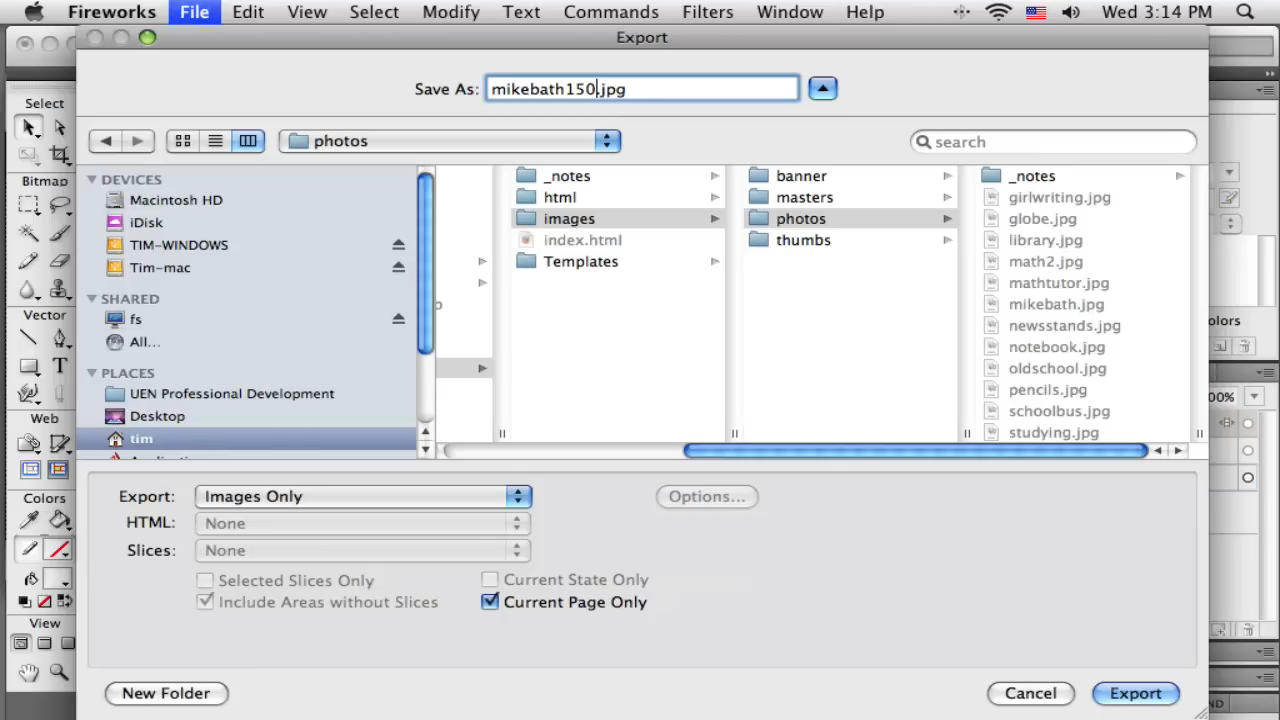 Fireworks File Edit View Select Modify Text Commands Filters Window Help Wed 3:14 PM
Export
Save As: mikebath150.jpg
photos
search
Select
Bitmap
Vector
Web
Colors
View
DEVICES
Macintosh HD
iDisk
TIM-WINDOWS
Tim-mac
SHARED
fs
All...
PLACES
UEN Professional Development
Desktop
tim
_notes
html
images
index.html
Templates
banner
masters
photos
thumbs
_notes
girlwriting.jpg
globe.jpg
library.jpg
math2.jpg
mathtutor.jpg
mikebath.jpg
newsstands.jpg
notebook.jpg
oldschool.jpg
pencils.jpg
schoolbus.jpg
studying.jpg
Export: Images Only
Options...
HTML: None
Slices: None
Selected Slices Only
Current State Only
Include Areas without Slices
Current Page Only
New Folder
Cancel
Export
olors
00%
ND